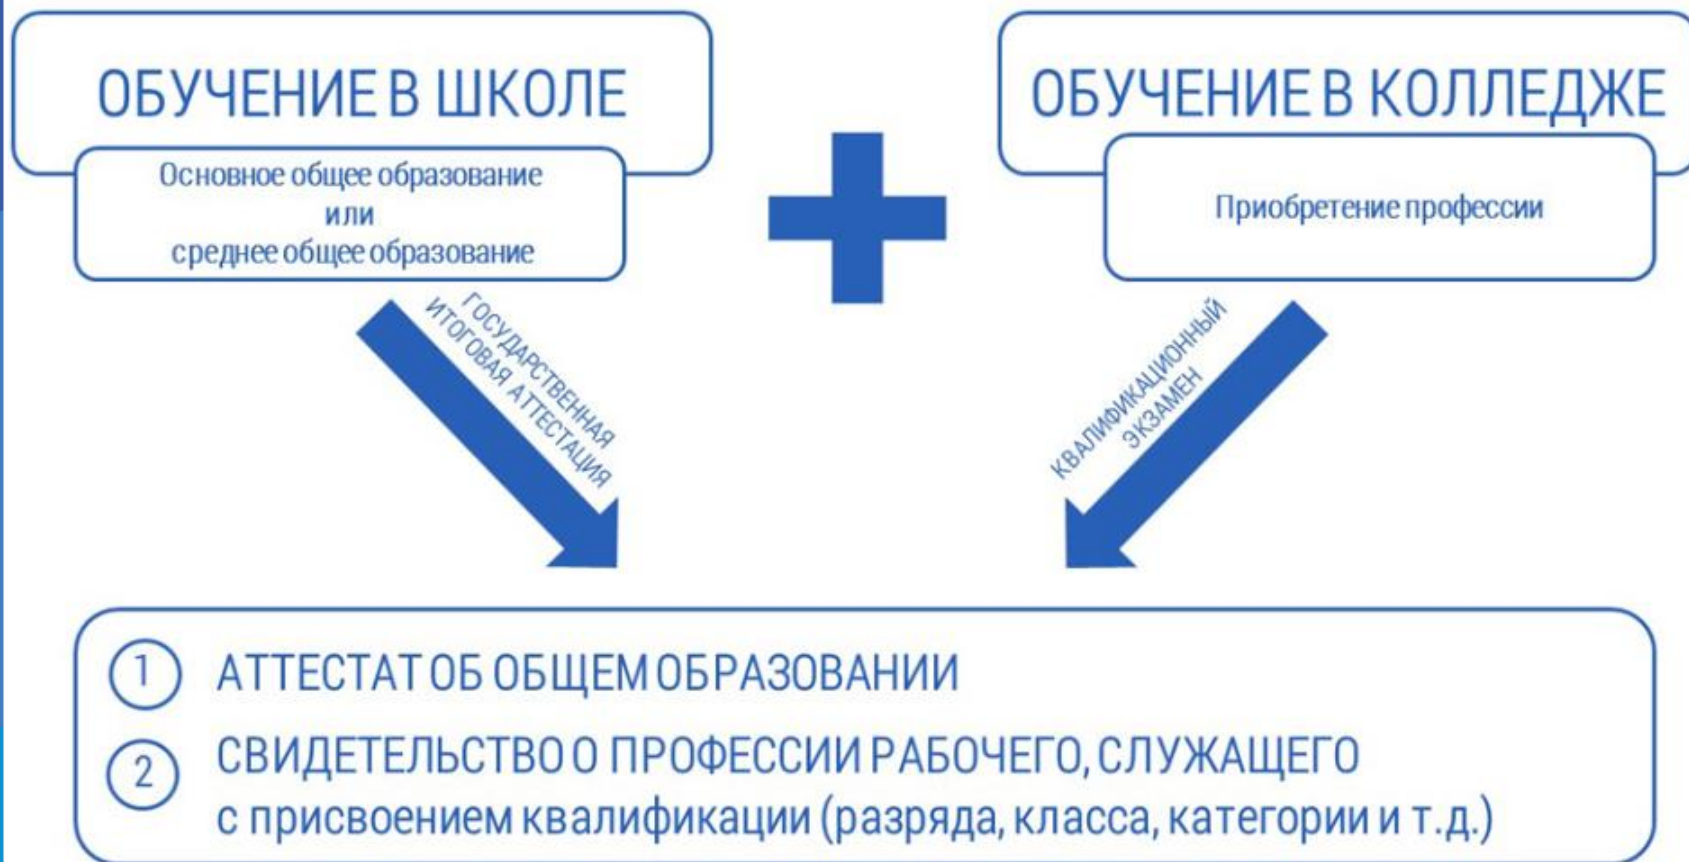 ОБУЧЕНИЕ В ШКОЛЕ
Основное общее образование
или
среднее общее образование
ОБУЧЕНИЕ В КОЛЛЕДЖЕ
Приобретение профессии
ГОСУДАРСТВЕННАЯ
ИТОГОВАЯ АТТЕСТАЦИЯ
КВАЛИФИКАЦИОННЫЙ
ЭКЗАМЕН
1 АТТЕСТАТ ОБ ОБЩЕМ ОБРАЗОВАНИИ
2 СВИДЕТЕЛЬСТВО О ПРОФЕССИИ РАБОЧЕГО, СЛУЖАЩЕГО
с присвоением квалификации (разряда, класса, категории и т.д.)